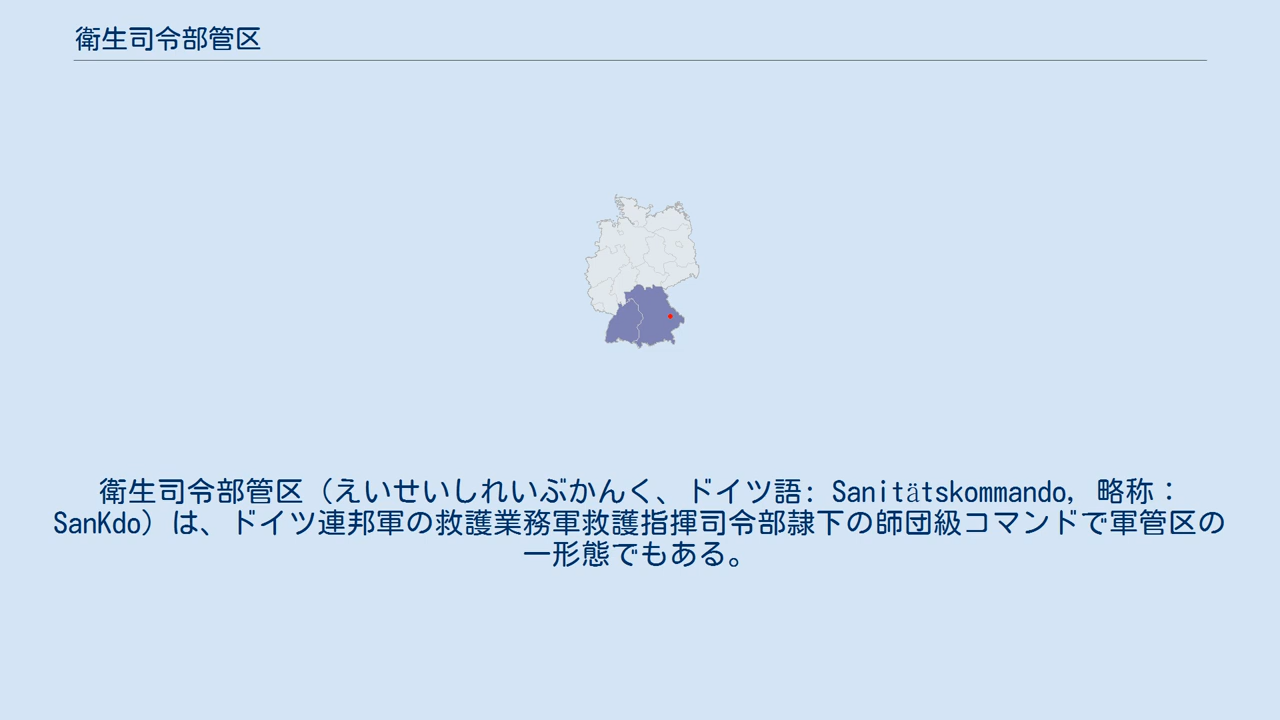 衛生司令部管区
衛生司令部管区（えいせいしれいぶかんく、ドイツ語: Sanitätskommando, 略称：
SanKdo）は、ドイツ連邦軍の救護業務軍救護指揮司令部隷下の師団級コマンドで軍管区の
一形態でもある。